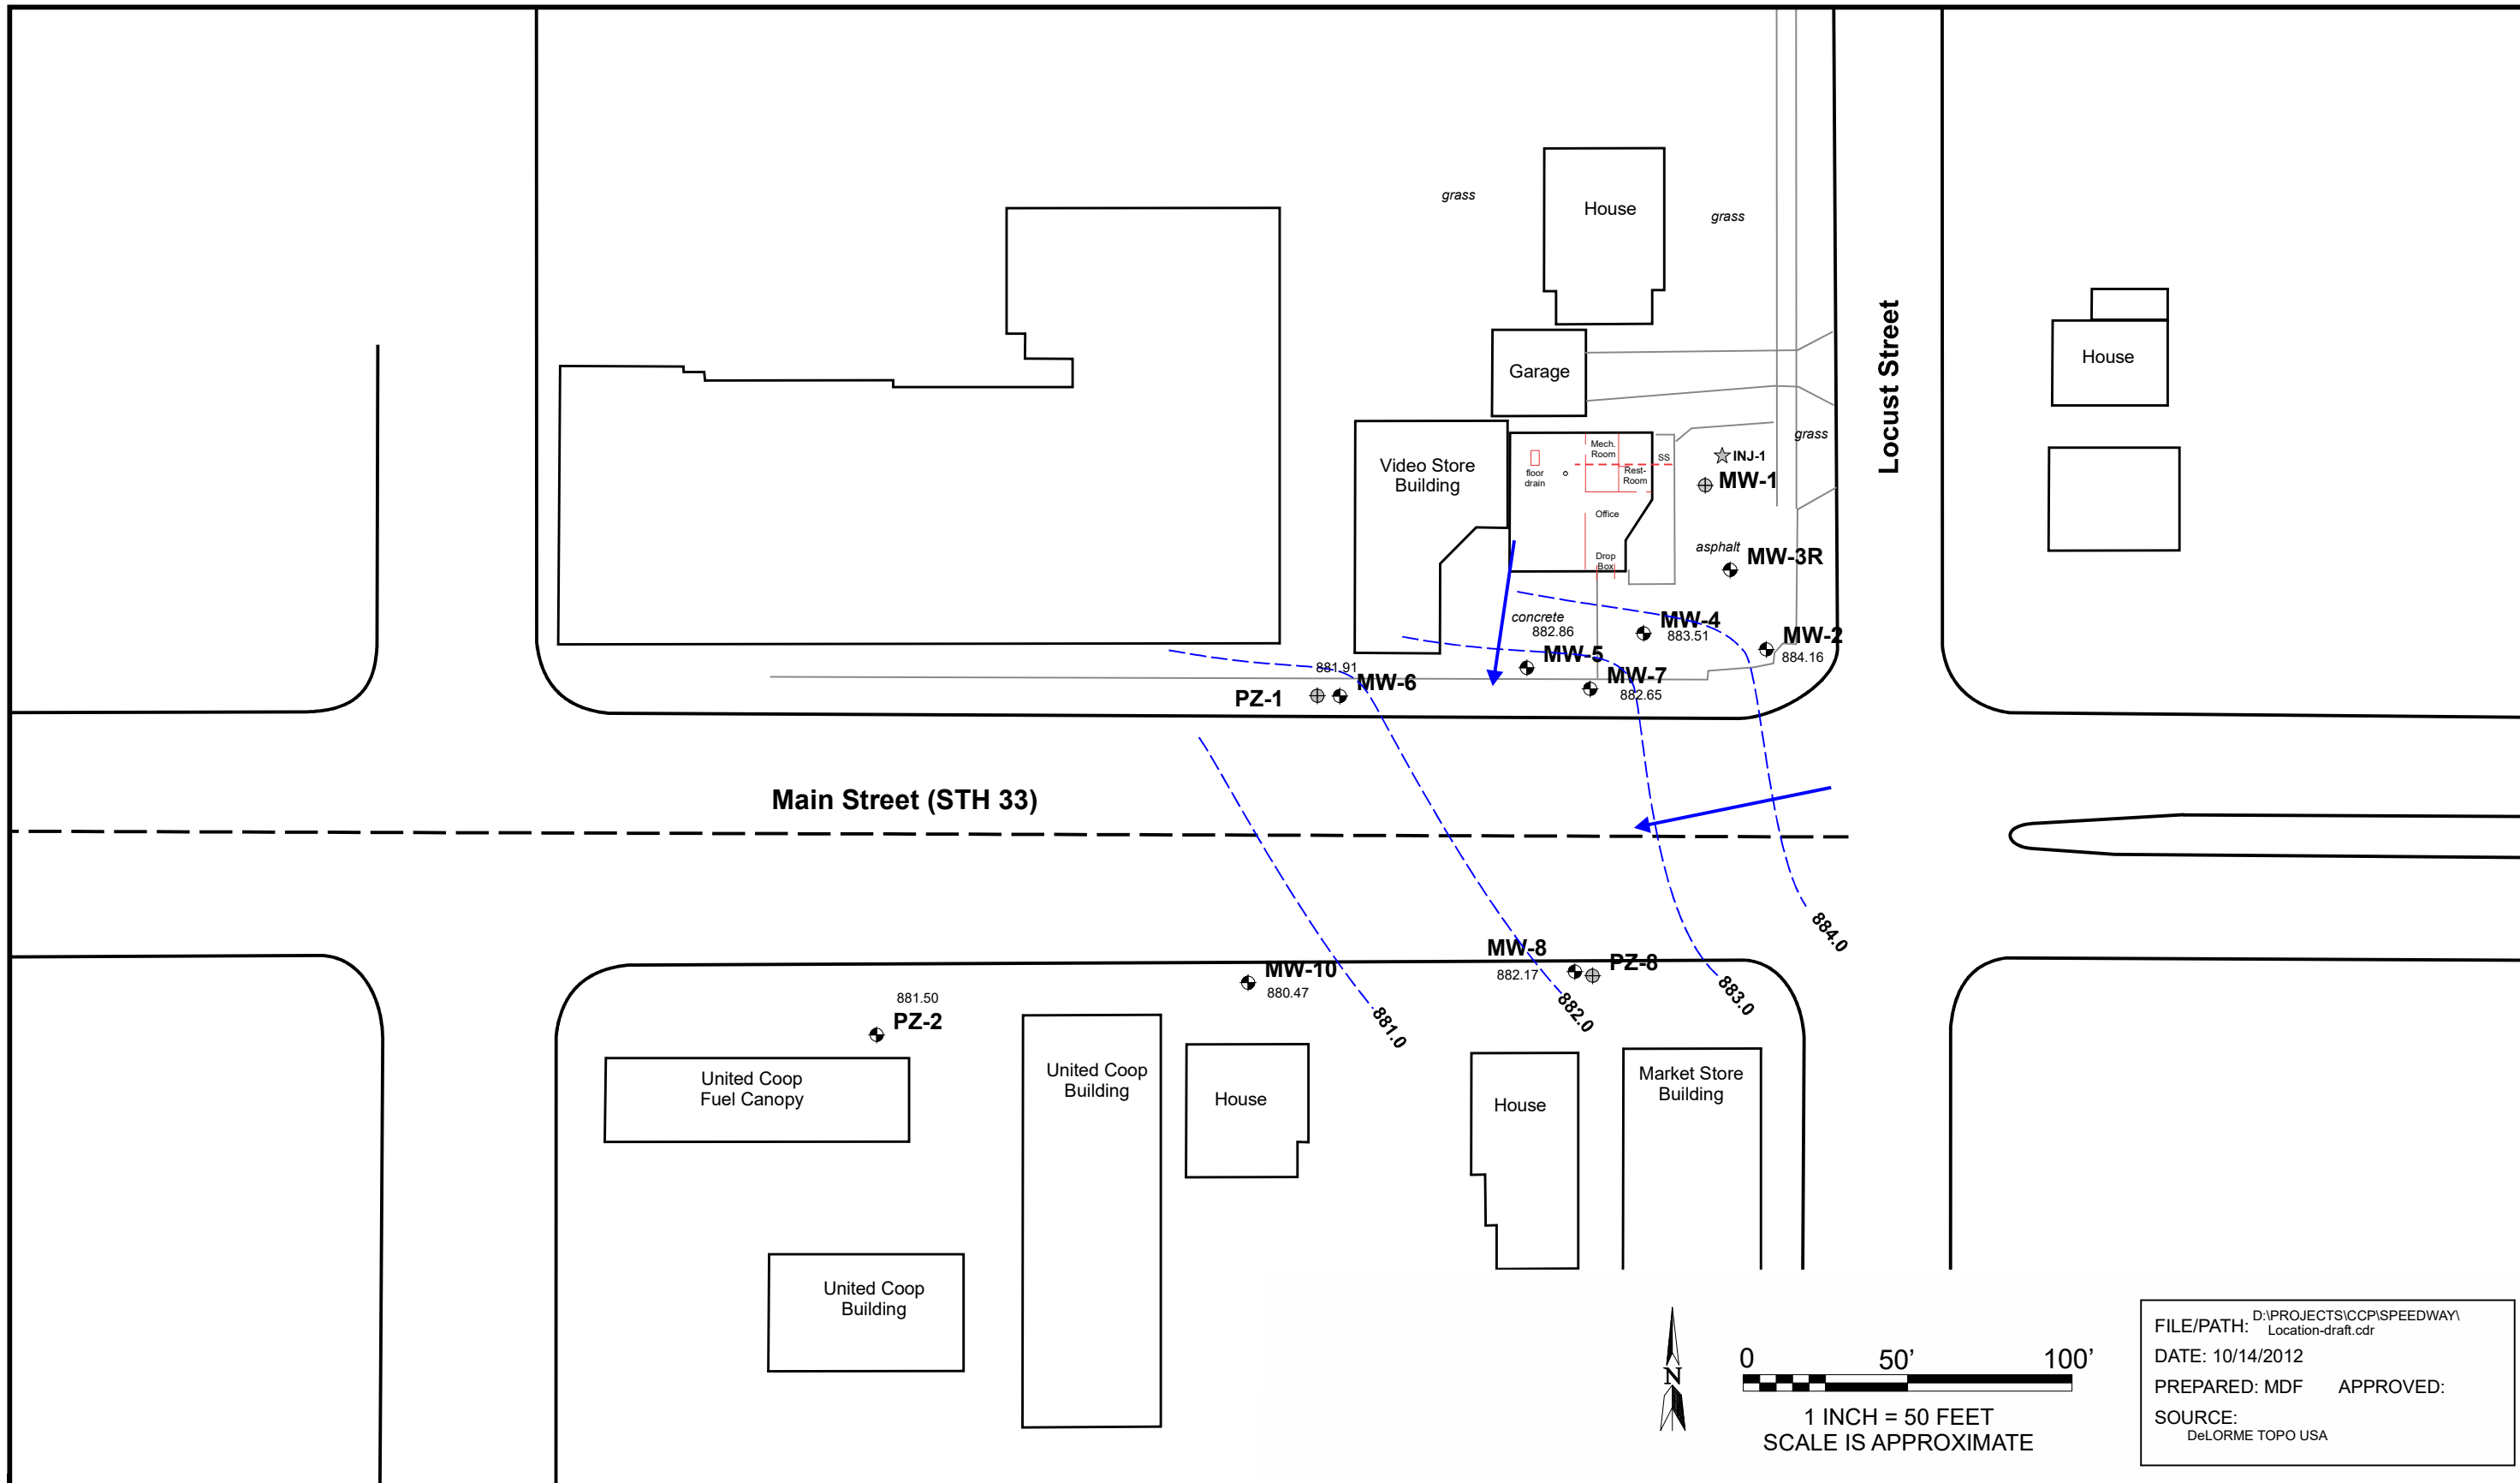 grass
House
grass
Locust Street
House
Garage
grass
Mech.
Room
SS
INJ-1
Video Store
Building
floor
drain
Rest-
Room
MW-1
Office
asphalt
MW-3R
Drop
Box
concrete
882.86
MW-4
883.51
MW-2
884.16
MW-5
881.91
MW-6
MW-7
882.65
PZ-1
Main Street (STH 33)
884.0
MW-8
882.17
PZ-8
MW-10
880.47
881.50
PZ-2
883.0
882.0
881.0
United Coop
Fuel Canopy
United Coop
Building
House
House
Market Store
Building
United Coop
Building
N
0 50’ 100’
1 INCH = 50 FEET
SCALE IS APPROXIMATE
FILE/PATH: D:\PROJECTS\CCP\SPEEDWAY\
Location-draft.cdr
DATE: 10/14/2012
PREPARED: MDF APPROVED:
SOURCE:
DeLORME TOPO USA